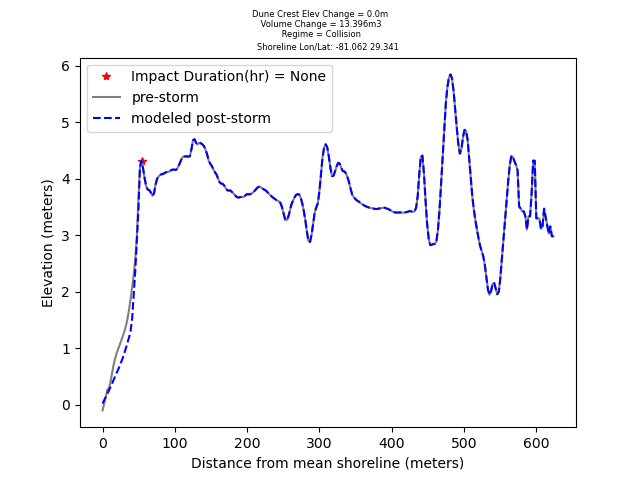 Dune Crest Elev Change = 0.0m
Volume Change = 13.396m3
Regime = Collision
Shoreline Lon/Lat: -81.062 29.341
Impact Duration(hr) = None
pre-storm
modeled post-storm
Elevation (meters)
6
5
4
3
2
1
0
0 100 200 300 400 500 600
Distance from mean shoreline (meters)